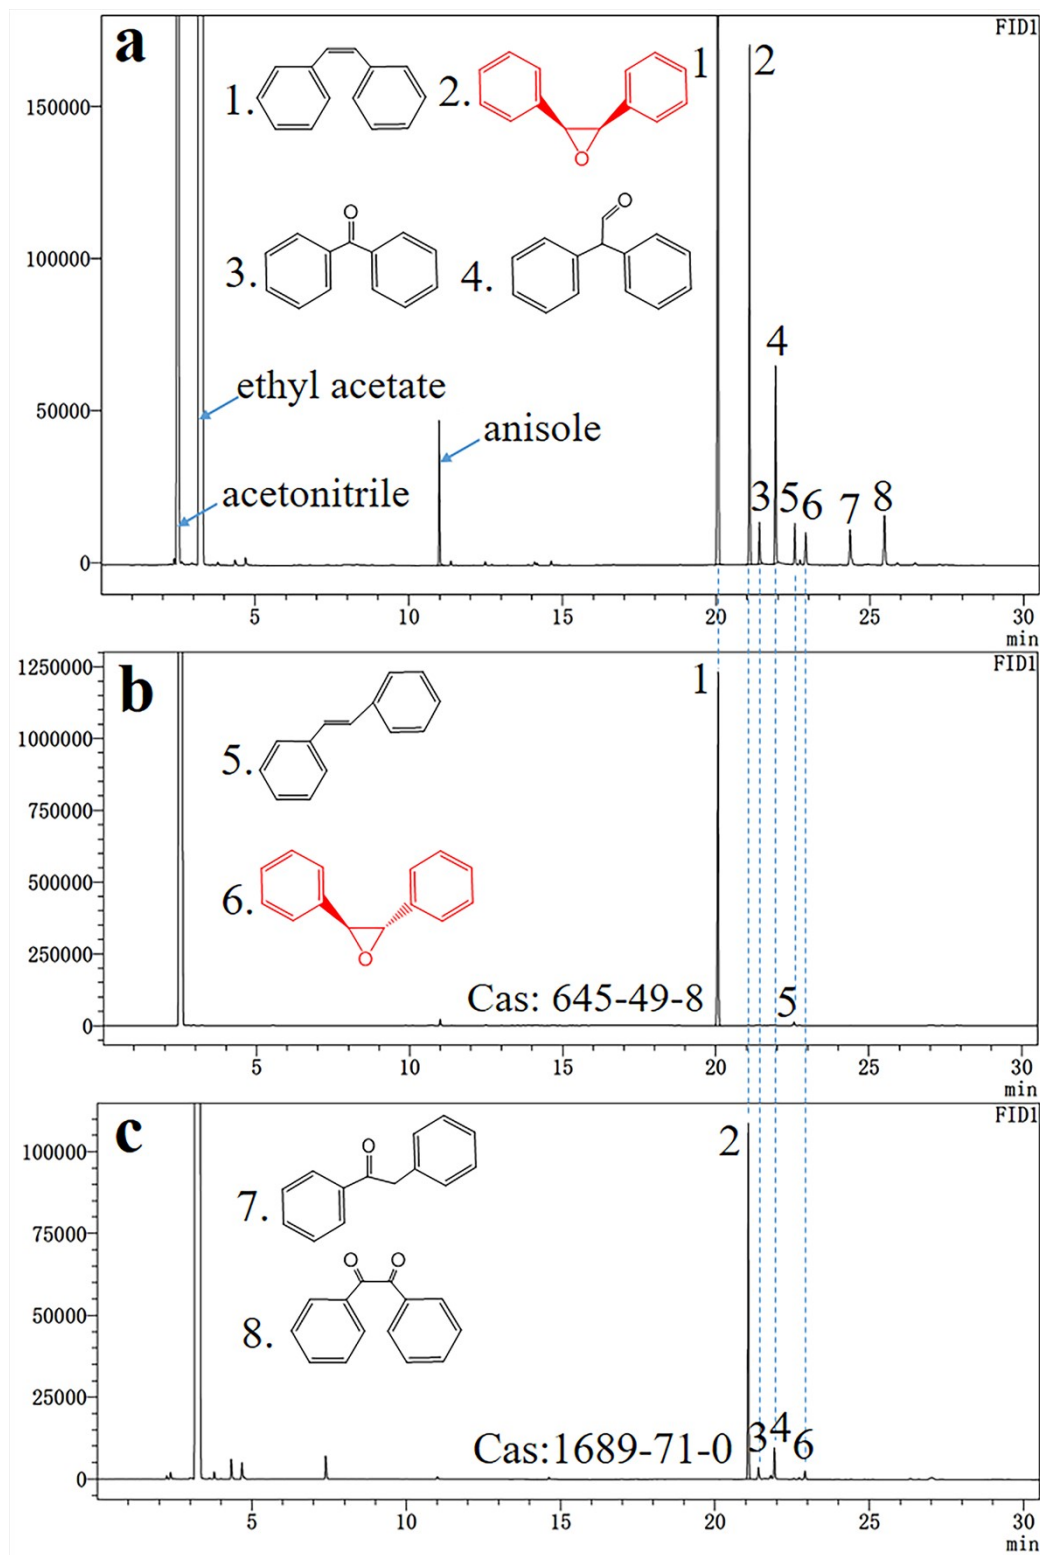 a
FID1
1.
2.
1
2
O
150000
O
O
3.
4.
100000
4
ethyl acetate
50000
anisole
acetonitrile
3
5
6
7
8
0
5
10
15
20
25
30
min
b
FID1
1250000
1
1000000
5.
750000
500000
6.
O
250000
Cas: 645-49-8
5
0
5
10
15
20
25
30
min
c
FID1
2
100000
O
7.
75000
O O
50000
8.
25000
Cas:1689-71-0
3
4
6
0
5
10
15
20
25
30
min